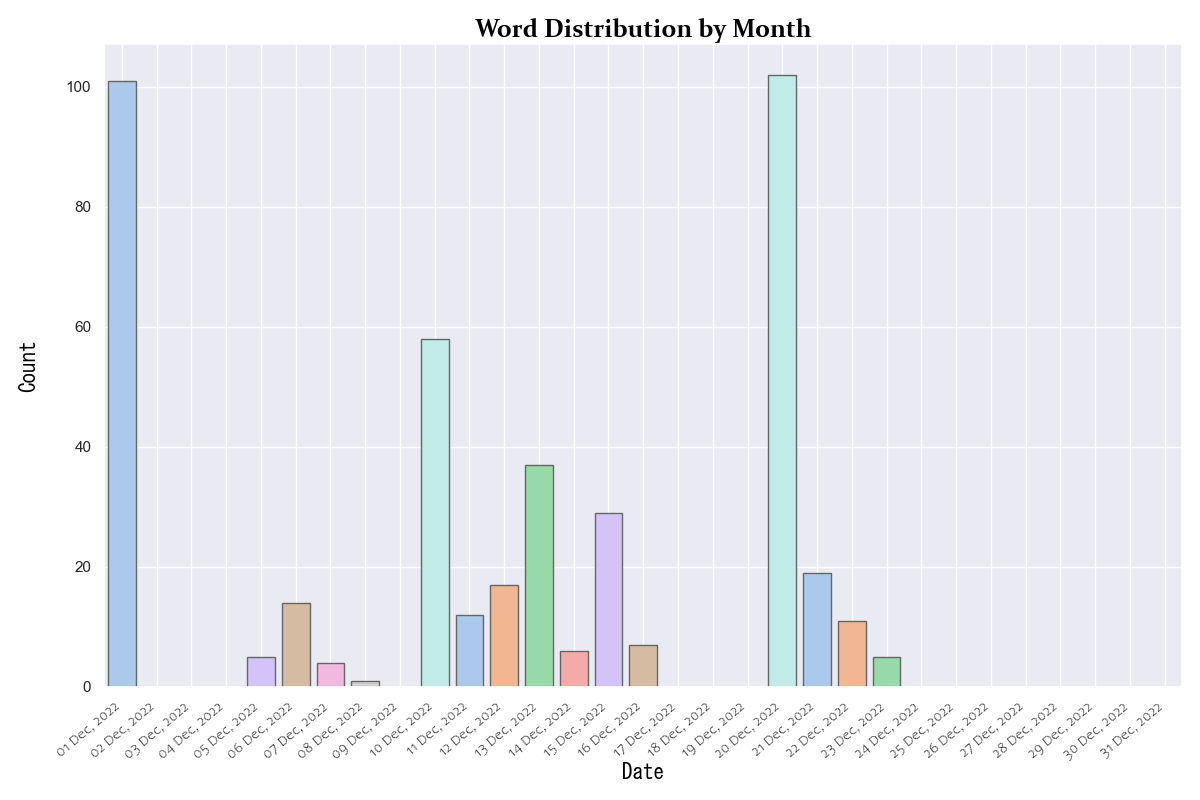 Word Distribution by Month
Count
100
80
60
40
20
0
01 Dec, 2022
02 Dec, 2022
03 Dec, 2022
04 Dec, 2022
05 Dec, 2022
06 Dec, 2022
07 Dec, 2022
08 Dec, 2022
09 Dec, 2022
10 Dec, 2022
11 Dec, 2022
12 Dec, 2022
13 Dec, 2022
14 Dec, 2022
15 Dec, 2022
16 Dec, 2022
17 Dec, 2022
18 Dec, 2022
19 Dec, 2022
20 Dec, 2022
21 Dec, 2022
22 Dec, 2022
23 Dec, 2022
24 Dec, 2022
25 Dec, 2022
26 Dec, 2022
27 Dec, 2022
28 Dec, 2022
29 Dec, 2022
30 Dec, 2022
31 Dec, 2022
Date